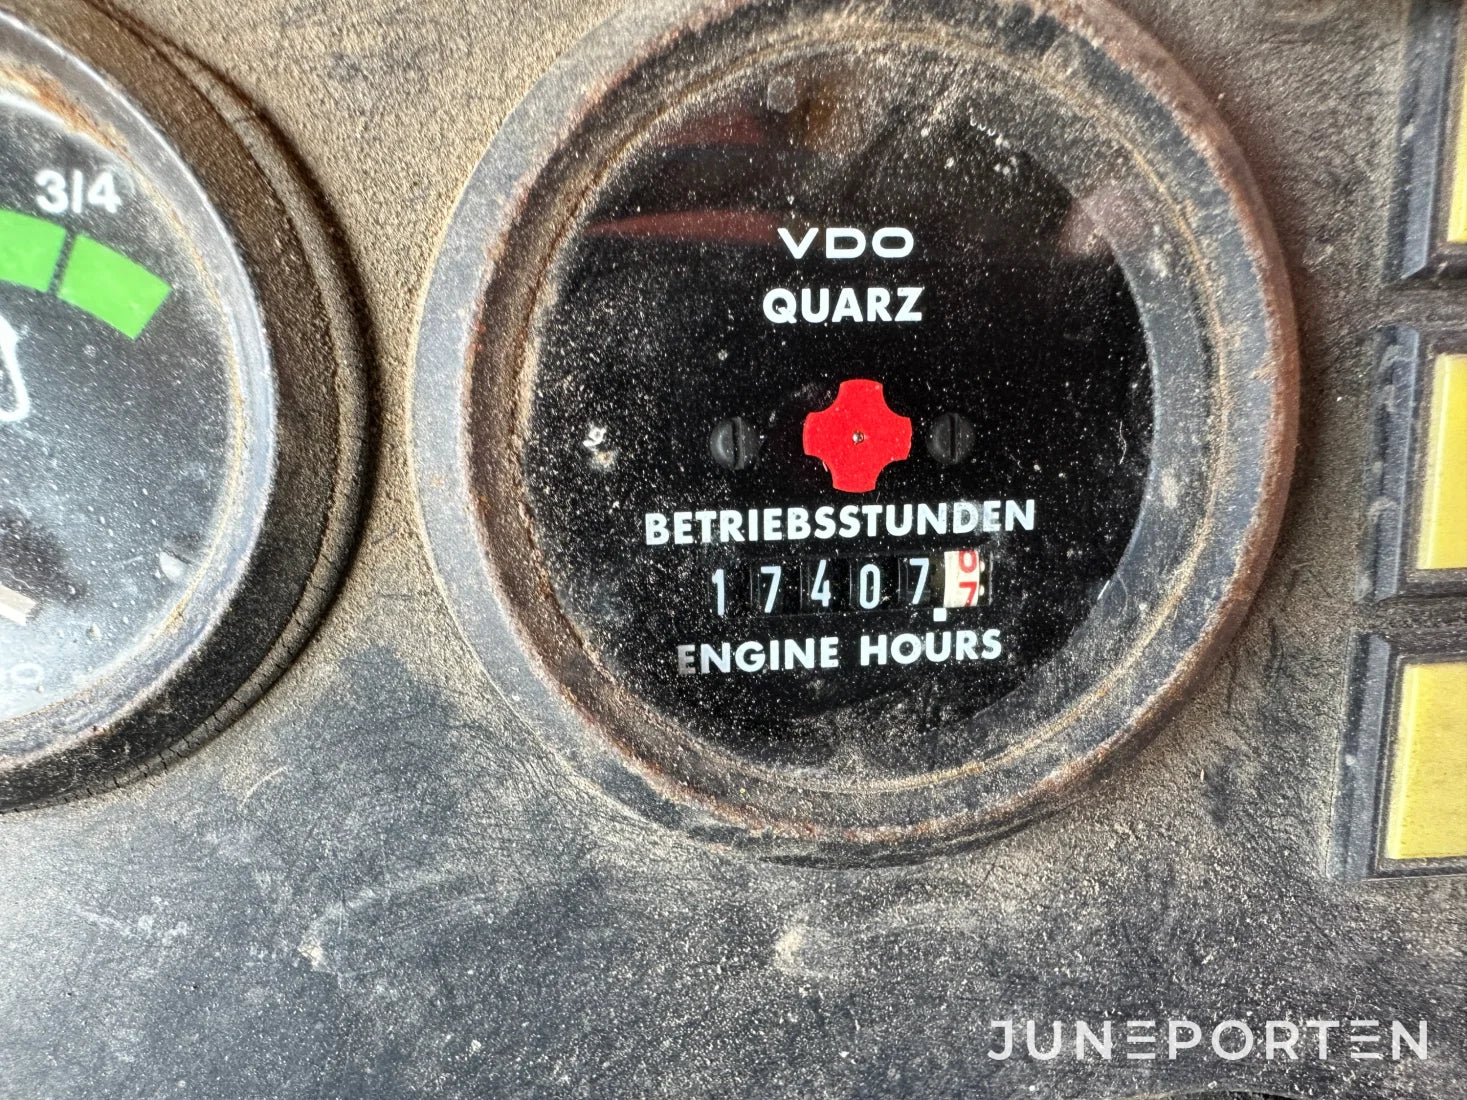 3/4
VDO
QUARZ
BETRIEBSSTUNDEN
17407
ENGINE HOURS
JUNEPORTEN